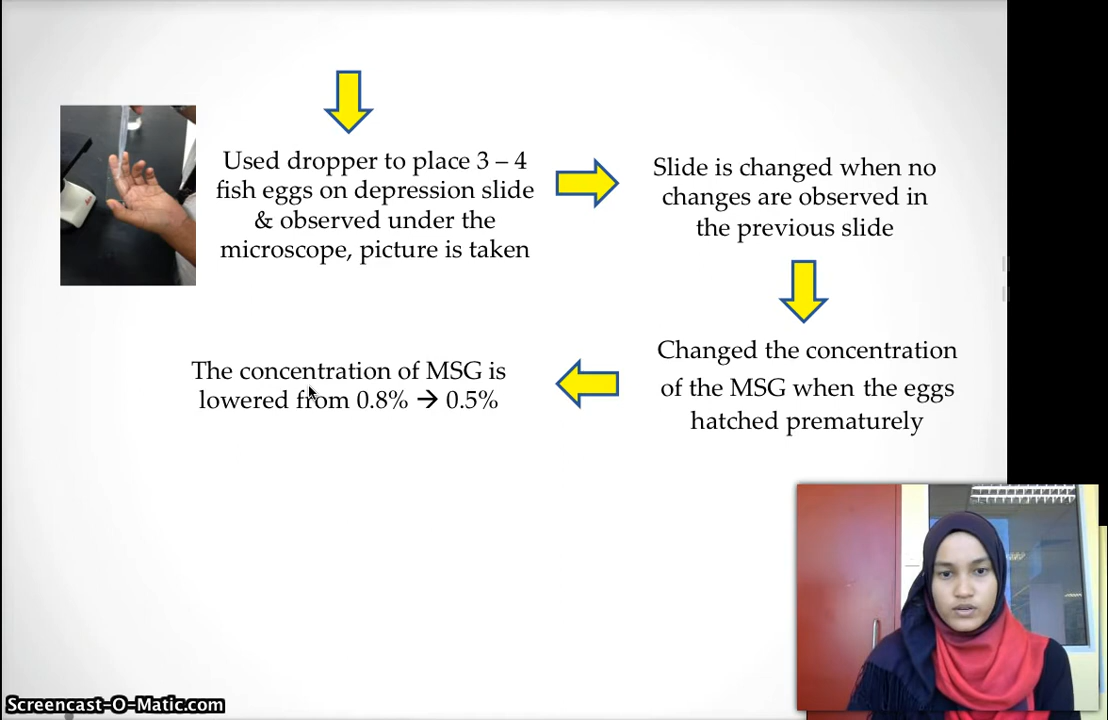 Used dropper to place 3 – 4
fish eggs on depression slide
& observed under the
microscope, picture is taken
Slide is changed when no
changes are observed in
the previous slide
Changed the concentration
of the MSG when the eggs
hatched prematurely
The concentration of MSG is
lowered from 0.8% → 0.5%
Screencast-O-Matic.com